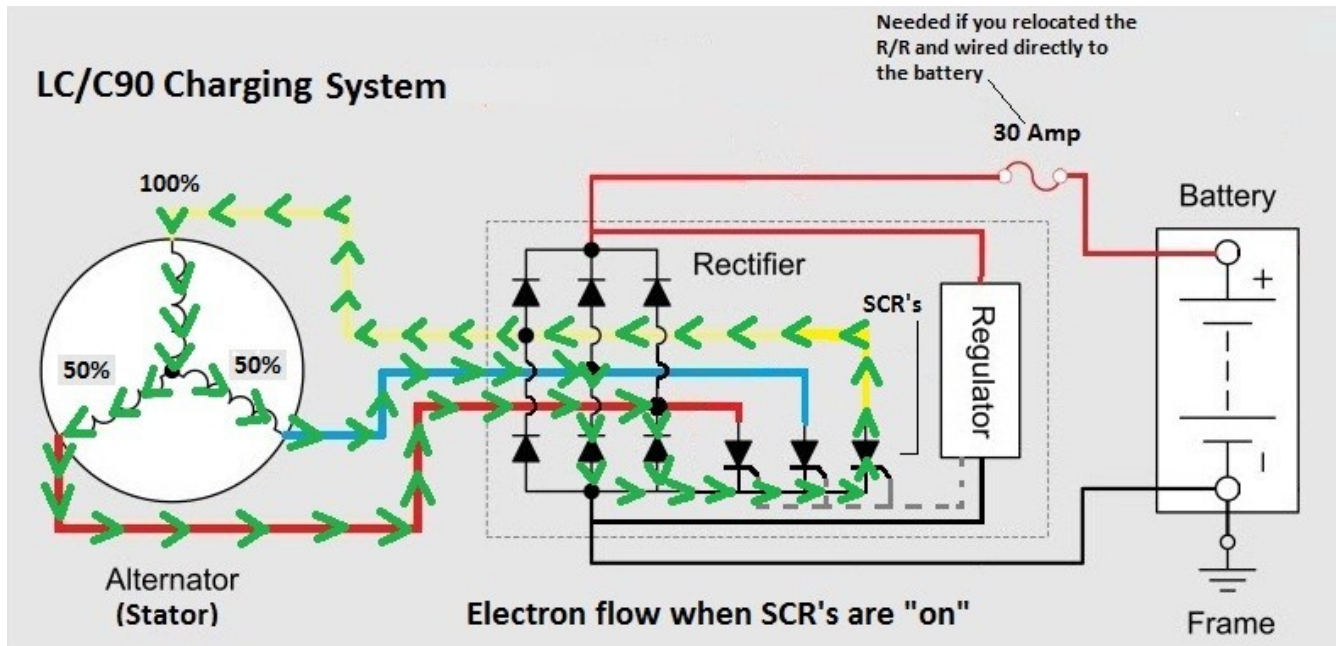 Needed if you relocated the
R/R and wired directly to
the battery
LC/C90 Charging System
30 Amp
100%
Battery
Rectifier
+
SCR's
Regulator
50%
50%
–
Alternator
(Stator)
Electron flow when SCR's are "on"
Frame